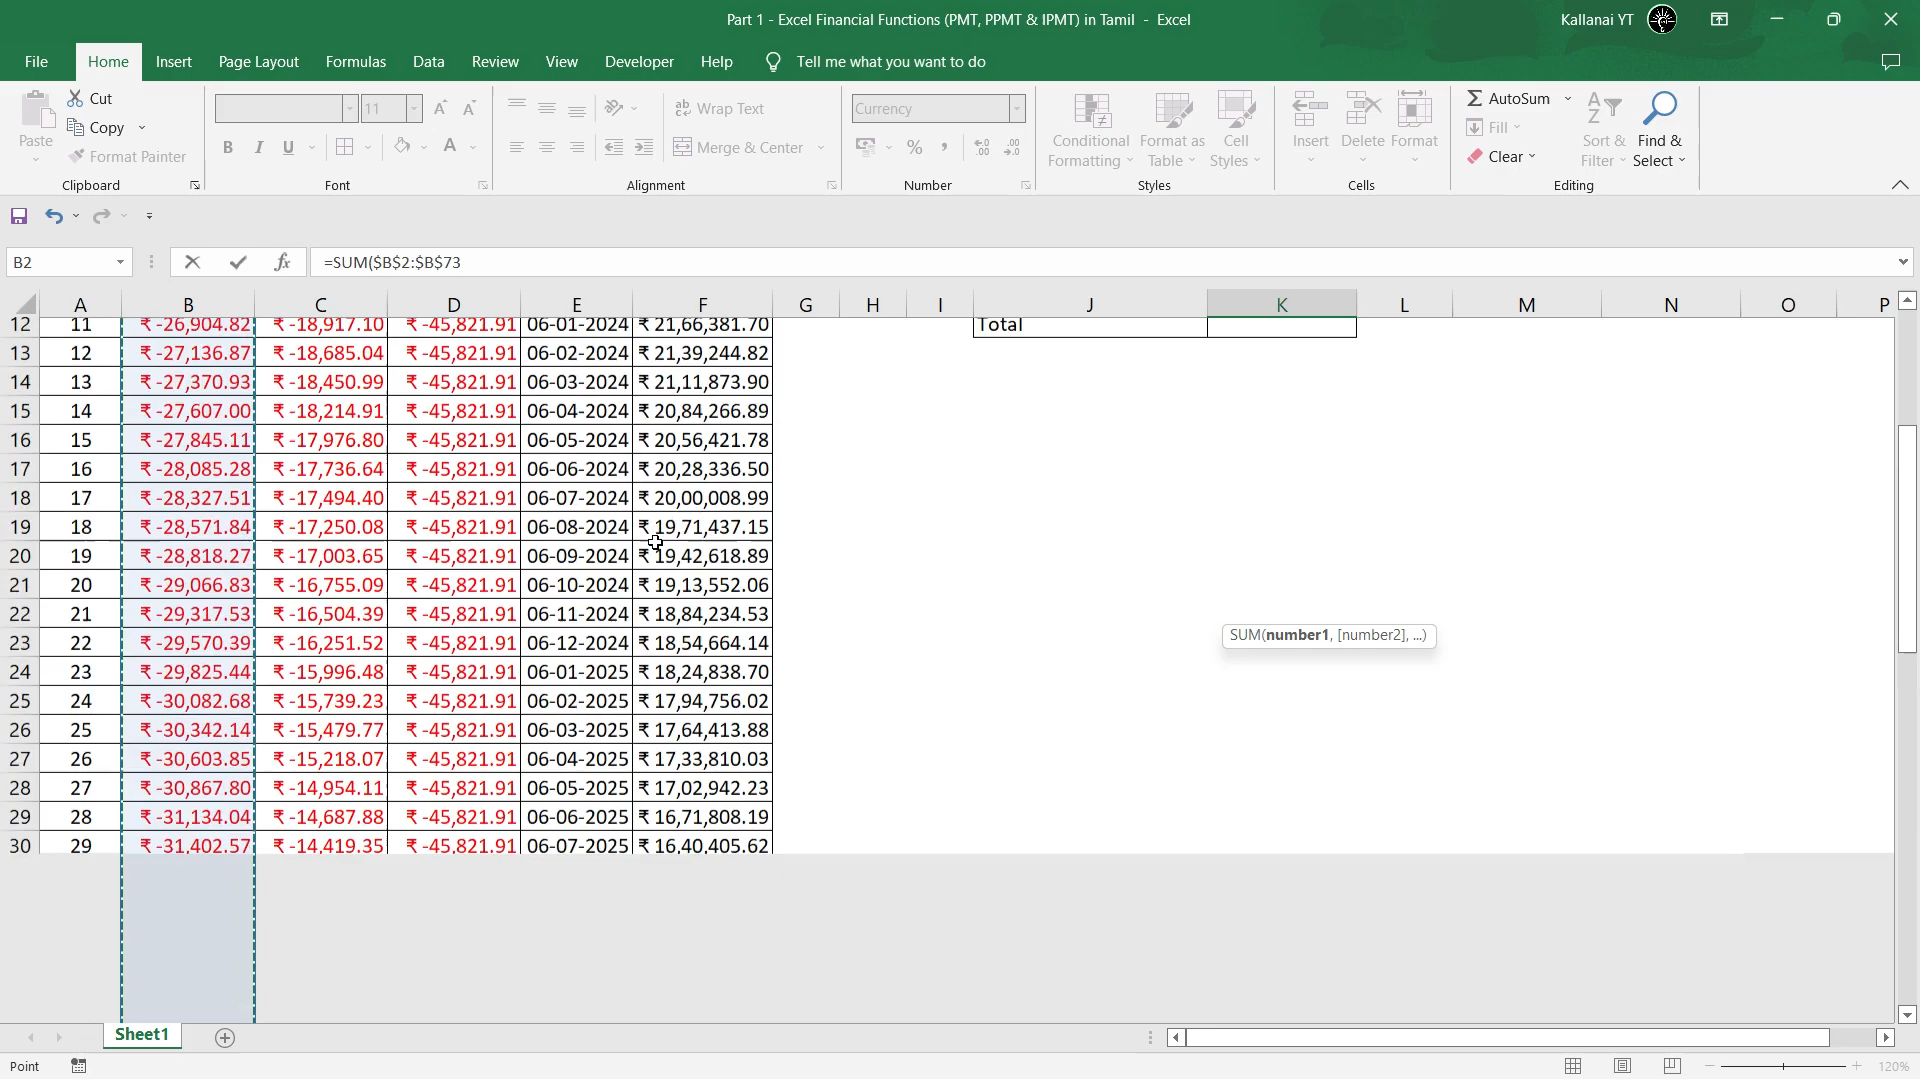 Part 1 - Excel Financial Functions (PMT, PPMT & IPMT) in Tamil - Excel
Kallanai YT
File Home Insert Page Layout Formulas Data Review View Developer Help Tell me what you want to do
Cut AutoSum
11 Wrap Text Currency
Copy Fill
Paste Conditional Format as Cell Insert Delete Format Sort & Find &
Format Painter B I U A Merge & Center % , Formatting Table Styles Clear Filter Select
Clipboard Font Alignment Number Styles Cells Editing
B2 fx =SUM($B$2:$B$73
A B C D E F G H I J K L M N O P
12 11 ₹ -26,904.82 ₹ -18,917.10 ₹ -45,821.91 06-01-2024 ₹ 21,66,381.70 Total
13 12 ₹ -27,136.87 ₹ -18,685.04 ₹ -45,821.91 06-02-2024 ₹ 21,39,244.82
14 13 ₹ -27,370.93 ₹ -18,450.99 ₹ -45,821.91 06-03-2024 ₹ 21,11,873.90
15 14 ₹ -27,607.00 ₹ -18,214.91 ₹ -45,821.91 06-04-2024 ₹ 20,84,266.89
16 15 ₹ -27,845.11 ₹ -17,976.80 ₹ -45,821.91 06-05-2024 ₹ 20,56,421.78
17 16 ₹ -28,085.28 ₹ -17,736.64 ₹ -45,821.91 06-06-2024 ₹ 20,28,336.50
18 17 ₹ -28,327.51 ₹ -17,494.40 ₹ -45,821.91 06-07-2024 ₹ 20,00,008.99
19 18 ₹ -28,571.84 ₹ -17,250.08 ₹ -45,821.91 06-08-2024 ₹ 19,71,437.15
20 19 ₹ -28,818.27 ₹ -17,003.65 ₹ -45,821.91 06-09-2024 ₹ 19,42,618.89
21 20 ₹ -29,066.83 ₹ -16,755.09 ₹ -45,821.91 06-10-2024 ₹ 19,13,552.06
22 21 ₹ -29,317.53 ₹ -16,504.39 ₹ -45,821.91 06-11-2024 ₹ 18,84,234.53
23 22 ₹ -29,570.39 ₹ -16,251.52 ₹ -45,821.91 06-12-2024 ₹ 18,54,664.14
SUM(number1, [number2], ...)
24 23 ₹ -29,825.44 ₹ -15,996.48 ₹ -45,821.91 06-01-2025 ₹ 18,24,838.70
25 24 ₹ -30,082.68 ₹ -15,739.23 ₹ -45,821.91 06-02-2025 ₹ 17,94,756.02
26 25 ₹ -30,342.14 ₹ -15,479.77 ₹ -45,821.91 06-03-2025 ₹ 17,64,413.88
27 26 ₹ -30,603.85 ₹ -15,218.07 ₹ -45,821.91 06-04-2025 ₹ 17,33,810.03
28 27 ₹ -30,867.80 ₹ -14,954.11 ₹ -45,821.91 06-05-2025 ₹ 17,02,942.23
29 28 ₹ -31,134.04 ₹ -14,687.88 ₹ -45,821.91 06-06-2025 ₹ 16,71,808.19
30 29 ₹ -31,402.57 ₹ -14,419.35 ₹ -45,821.91 06-07-2025 ₹ 16,40,405.62
Sheet1
Point 120%